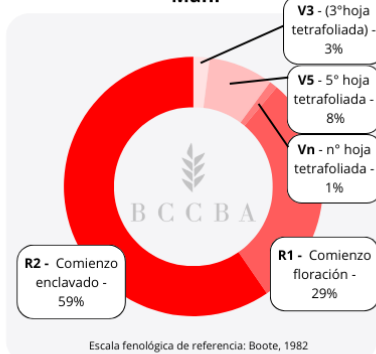 V3 - (3°hoja
tetrafoliada) -
3%
V5 - 5° hoja
tetrafoliada -
8%
Vn - n° hoja
tetrafoliada -
1%
BCCBA
R2 - Comienzo
enclavado -
59%
R1 - Comienzo
floración -
29%
Escala fenológica de referencia: Boote, 1982